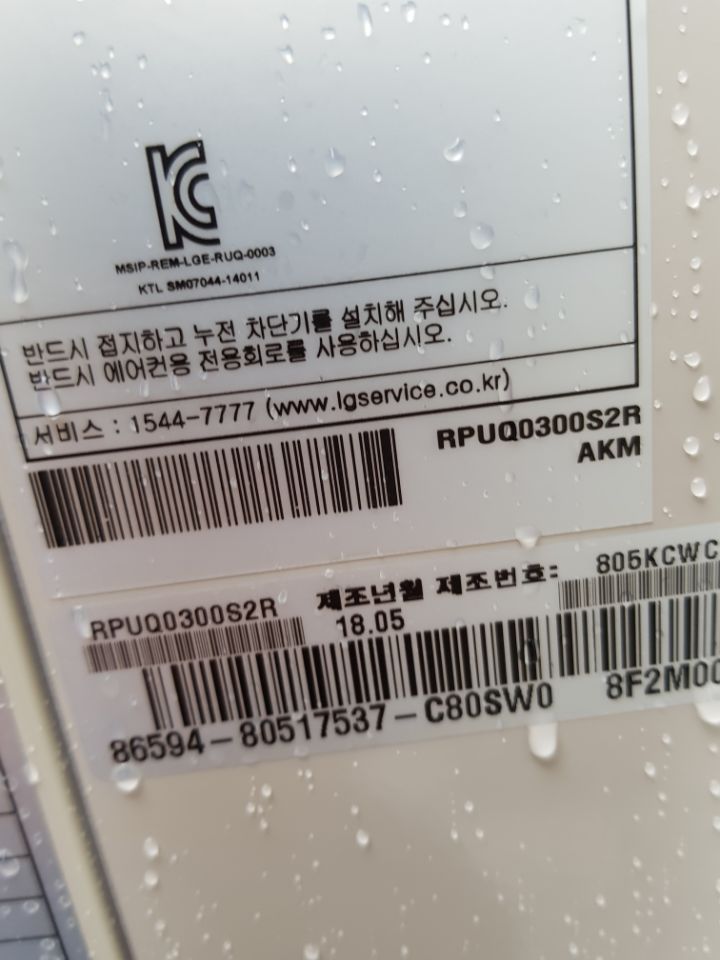 KC
MSIP-REM-LGE-RUQ-0003
KTL SM07044-14011
반드시 접지하고 누전 차단기를 설치해 주십시오.
반드시 에어컨용 전용회로를 사용하십시오.
서비스 : 1544-7777 (www.lgservice.co.kr)
RPUQ0300S2R
AKM
RPUQ0300S2R 제조년월 제조번호: 805KCWC
18.05
86594-80517537-C80SW0 8F2M00